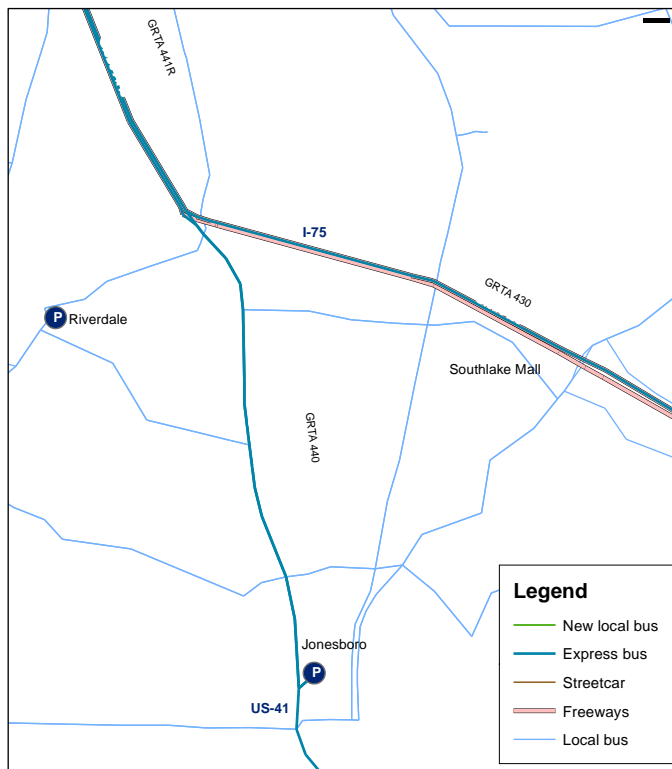 GRTA 441R
I-75
GRTA 430
P
Riverdale
Southlake Mall
GRTA 440
Jonesboro
P
US-41
Legend
New local bus
Express bus
Streetcar
Freeways
Local bus